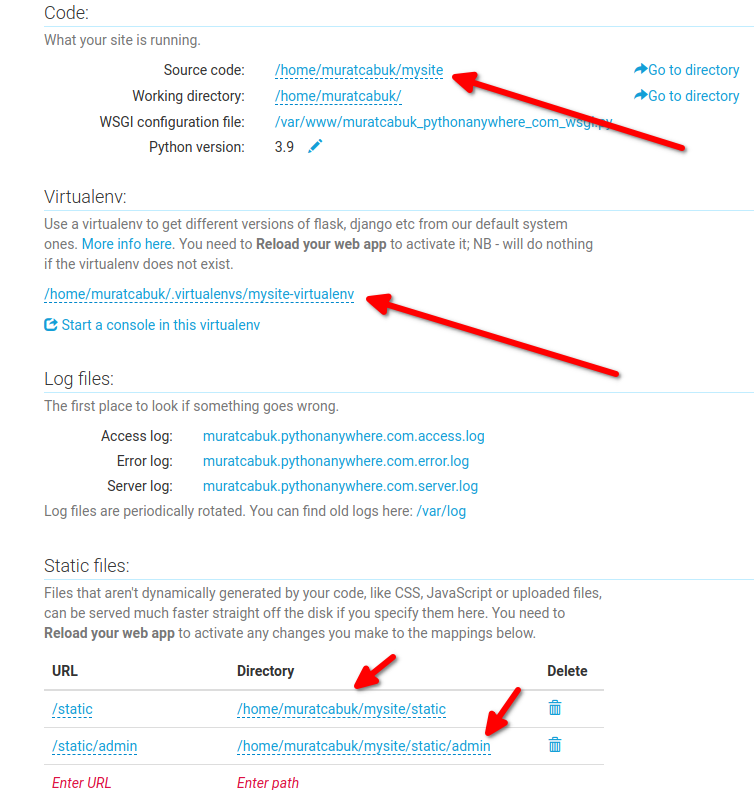 Code:
What your site is running.
Source code: /home/muratcabuk/mysite Go to directory
Working directory: /home/muratcabuk/ Go to directory
WSGI configuration file: /var/www/muratcabuk_pythonanywhere_com_wsgi.py
Python version: 3.9
Virtualenv:
Use a virtualenv to get different versions of flask, django etc from our default system
ones. More info here. You need to Reload your web app to activate it; NB - will do nothing
if the virtualenv does not exist.
/home/muratcabuk/.virtualenvs/mysite-virtualenv
Start a console in this virtualenv
Log files:
The first place to look if something goes wrong.
Access log: muratcabuk.pythonanywhere.com.access.log
Error log: muratcabuk.pythonanywhere.com.error.log
Server log: muratcabuk.pythonanywhere.com.server.log
Log files are periodically rotated. You can find old logs here: /var/log
Static files:
Files that aren't dynamically generated by your code, like CSS, JavaScript or uploaded files,
can be served much faster straight off the disk if you specify them here. You need to
Reload your web app to activate any changes you make to the mappings below.
URL Directory Delete
/static /home/muratcabuk/mysite/static
/static/admin /home/muratcabuk/mysite/static/admin
Enter URL Enter path